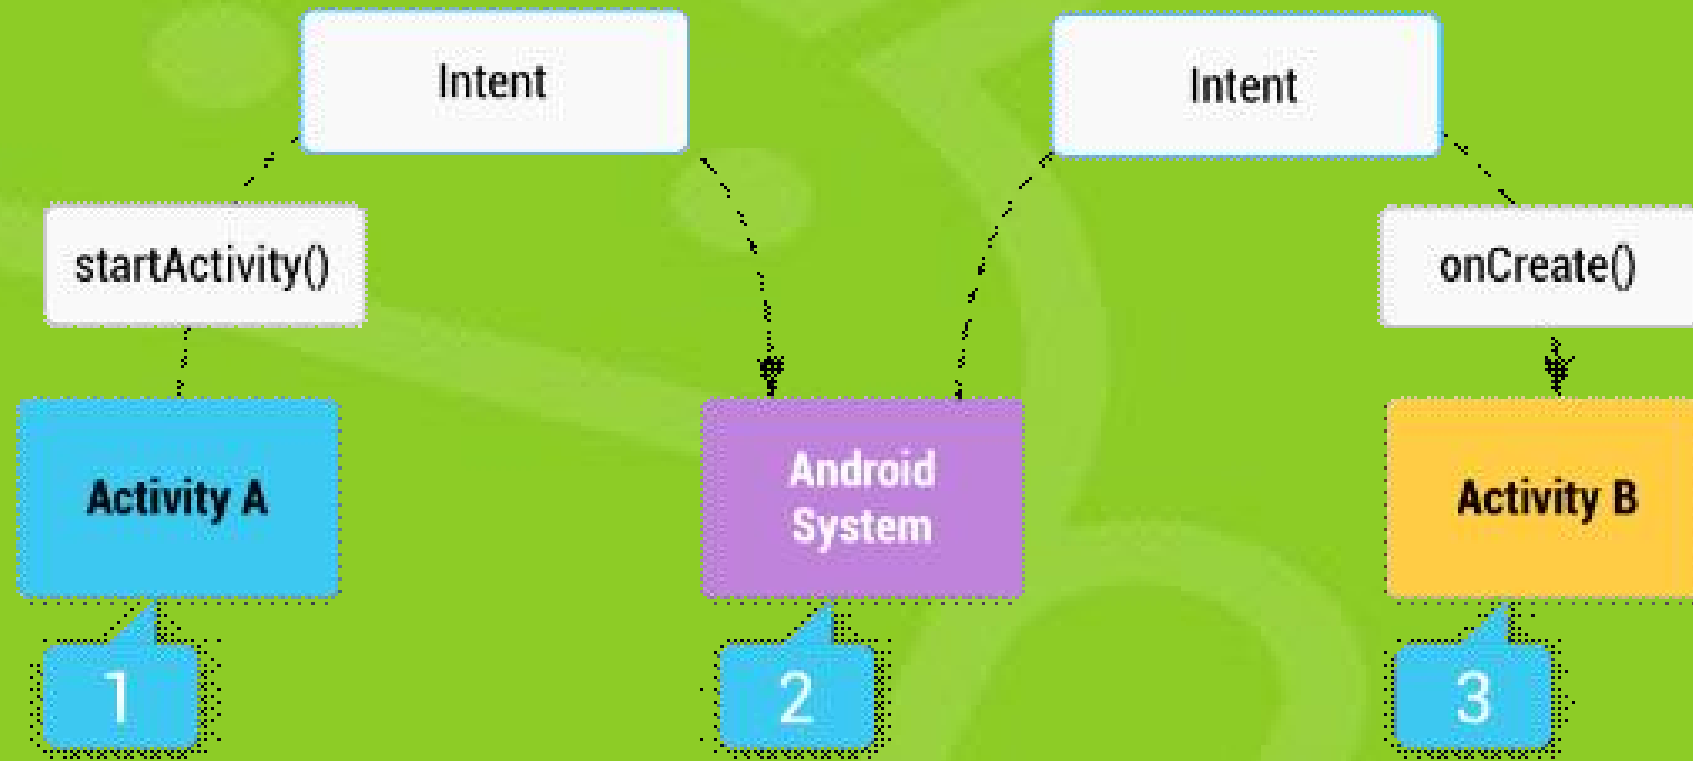 Intent
Intent
startActivity()
onCreate()
Activity A
Android
System
Activity B
1
2
3